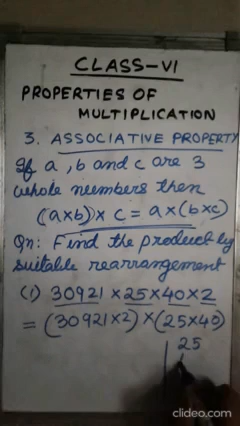 CLASS-VI
PROPERTIES OF
MULTIPLICATION
3. ASSOCIATIVE PROPERTY
If a, b and c are 3
whole numbers then
(a×b)× c = a×(b×c)
Qn: Find the product by
suitable rearrangement
(i) 30921 ×25×40×2
= (30921×2)×(25×40)
25
clideo.com